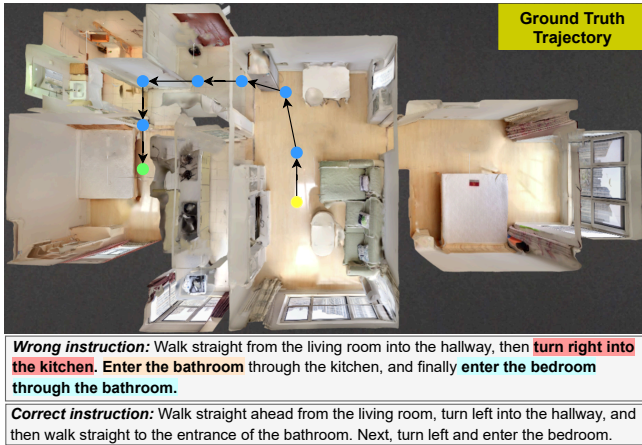 Ground Truth
Trajectory
Wrong instruction: Walk straight from the living room into the hallway, then turn right into
the kitchen. Enter the bathroom through the kitchen, and finally enter the bedroom
through the bathroom.
Correct instruction: Walk straight ahead from the living room, turn left into the hallway, and
then walk straight to the entrance of the bathroom. Next, turn left and enter the bedroom.